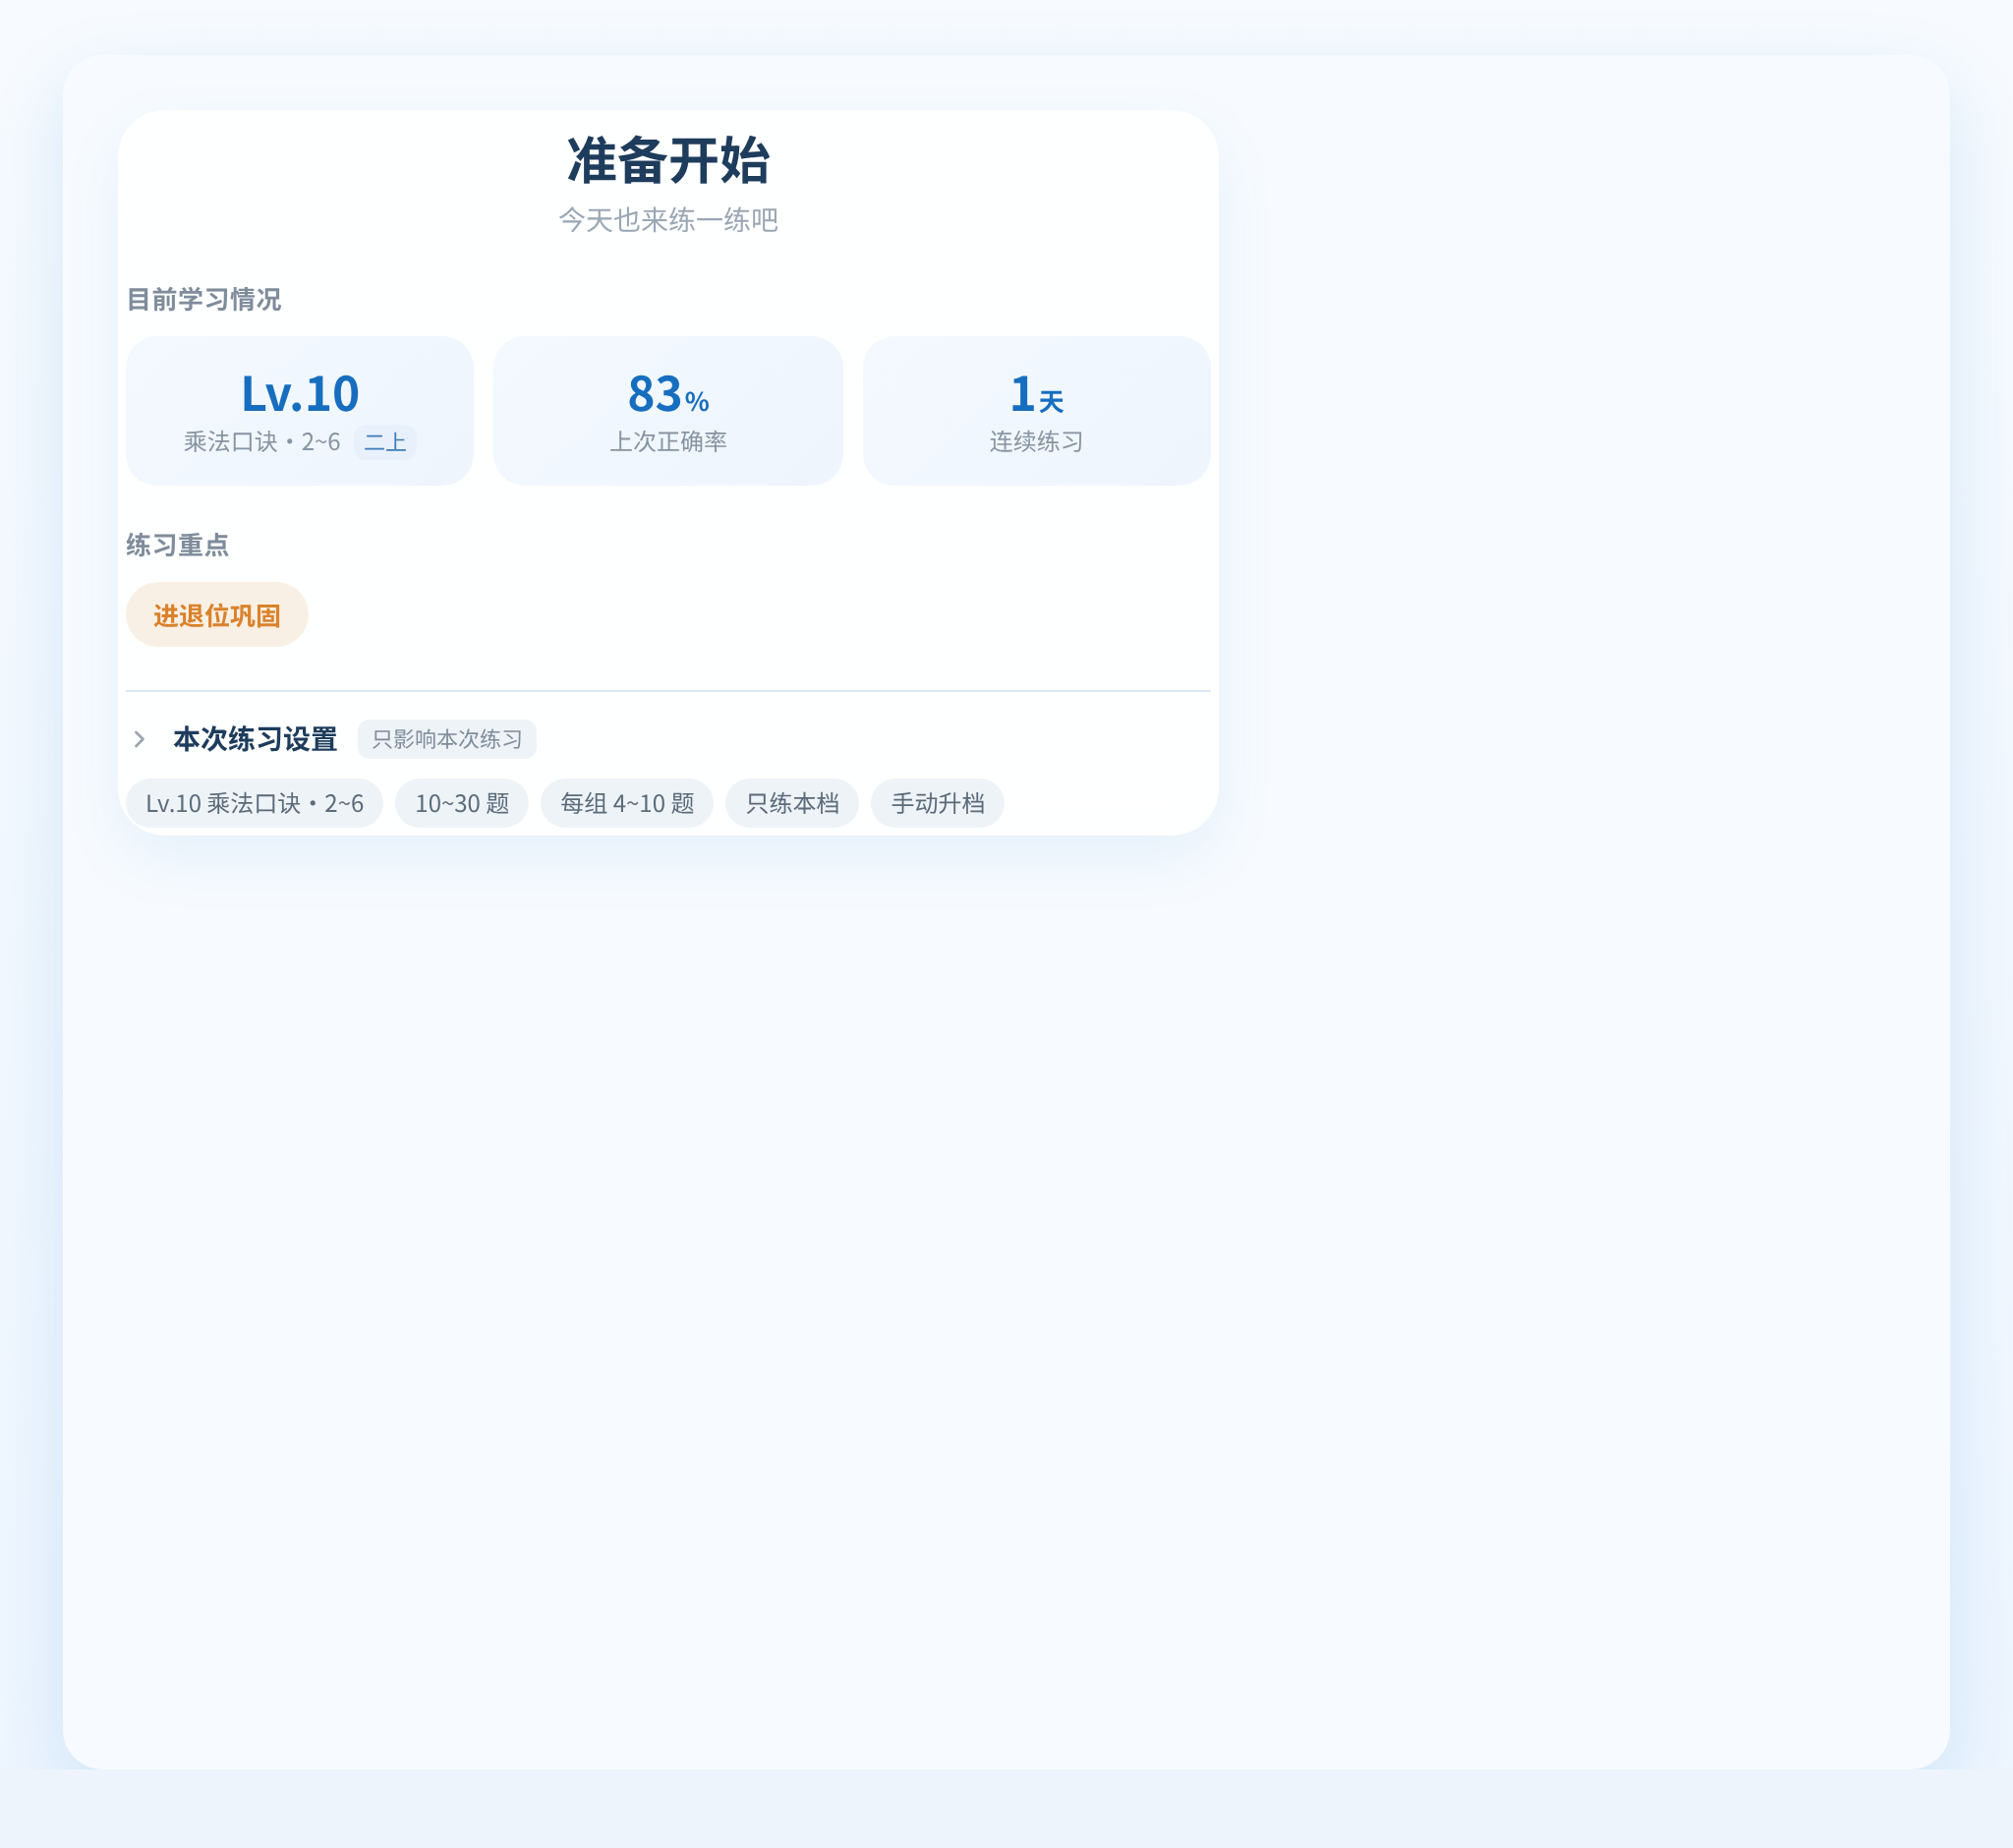 准备开始
今天也来练一练吧
目前学习情况
Lv.10
乘法口诀·2~6 二上
83%
上次正确率
1天
连续练习
练习重点
进退位巩固
本次练习设置 只影响本次练习
Lv.10 乘法口诀·2~6 10~30 题 每组 4~10 题 只练本档 手动升档